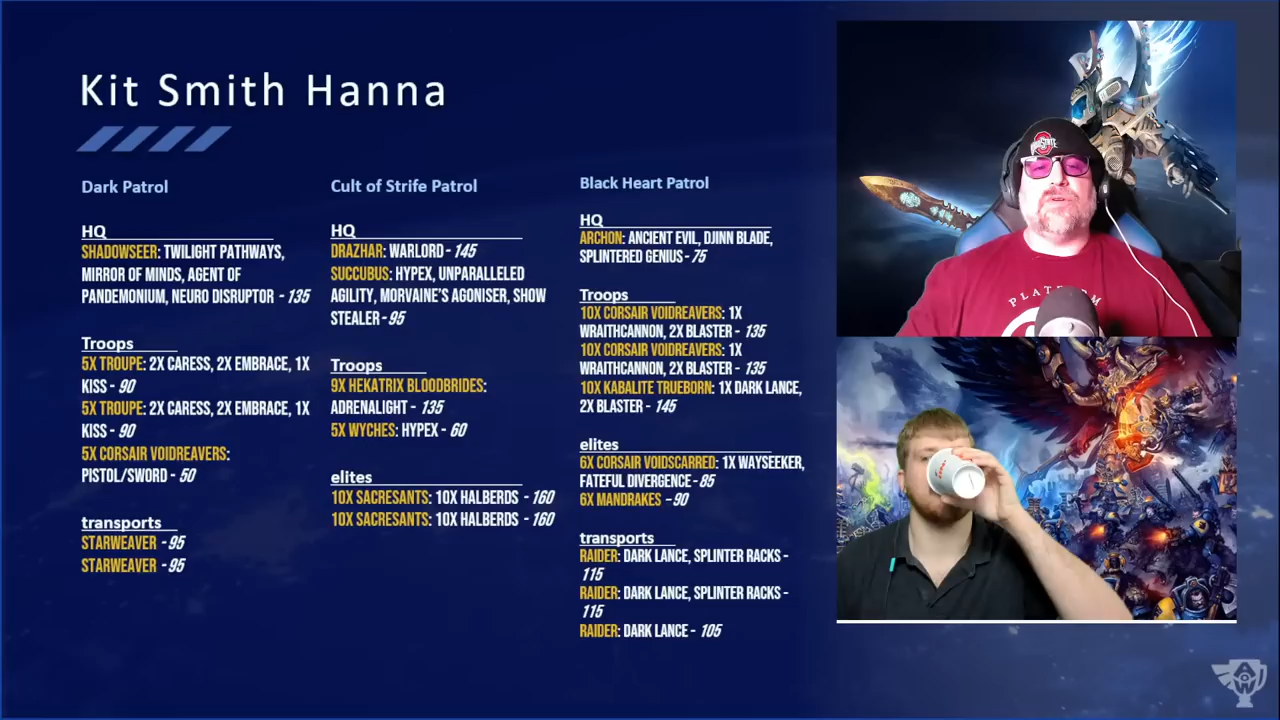 Kit Smith Hanna
Dark Patrol
HQ
SHADOWSEER: TWILIGHT PATHWAYS,
MIRROR OF MINDS, AGENT OF
PANDEMONIUM, NEURO DISRUPTOR - 135
Troops
5X TROUPE: 2X CARESS, 2X EMBRACE, 1X
KISS - 90
5X TROUPE: 2X CARESS, 2X EMBRACE, 1X
KISS - 90
5X CORSAIR VOIDREAVERS:
PISTOL/SWORD - 50
transports
STARWEAVER - 95
STARWEAVER - 95
Cult of Strife Patrol
HQ
DRAZHAR: WARLORD - 145
SUCCUBUS: HYPEX, UNPARALLELED
AGILITY, MORVAINE'S AGONISER, SHOW
STEALER - 95
Troops
9X HEKATRIX BLOODBRIDES:
ADRENALIGHT - 135
5X WYCHES: HYPEX - 60
elites
10X SACRESANTS: 10X HALBERDS - 160
10X SACRESANTS: 10X HALBERDS - 160
Black Heart Patrol
HQ
ARCHON: ANCIENT EVIL, DJINN BLADE,
SPLINTERED GENIUS - 75
Troops
10X CORSAIR VOIDREAVERS: 1X
WRAITHCANNON, 2X BLASTER - 135
10X CORSAIR VOIDREAVERS: 1X
WRAITHCANNON, 2X BLASTER - 135
10X KABALITE TRUEBORN: 1X DARK LANCE,
2X BLASTER - 145
elites
6X CORSAIR VOIDSCARRED: 1X WAYSEEKER,
FATEFUL DIVERGENCE - 85
6X MANDRAKES - 90
transports
RAIDER: DARK LANCE, SPLINTER RACKS -
115
RAIDER: DARK LANCE, SPLINTER RACKS -
115
RAIDER: DARK LANCE - 105